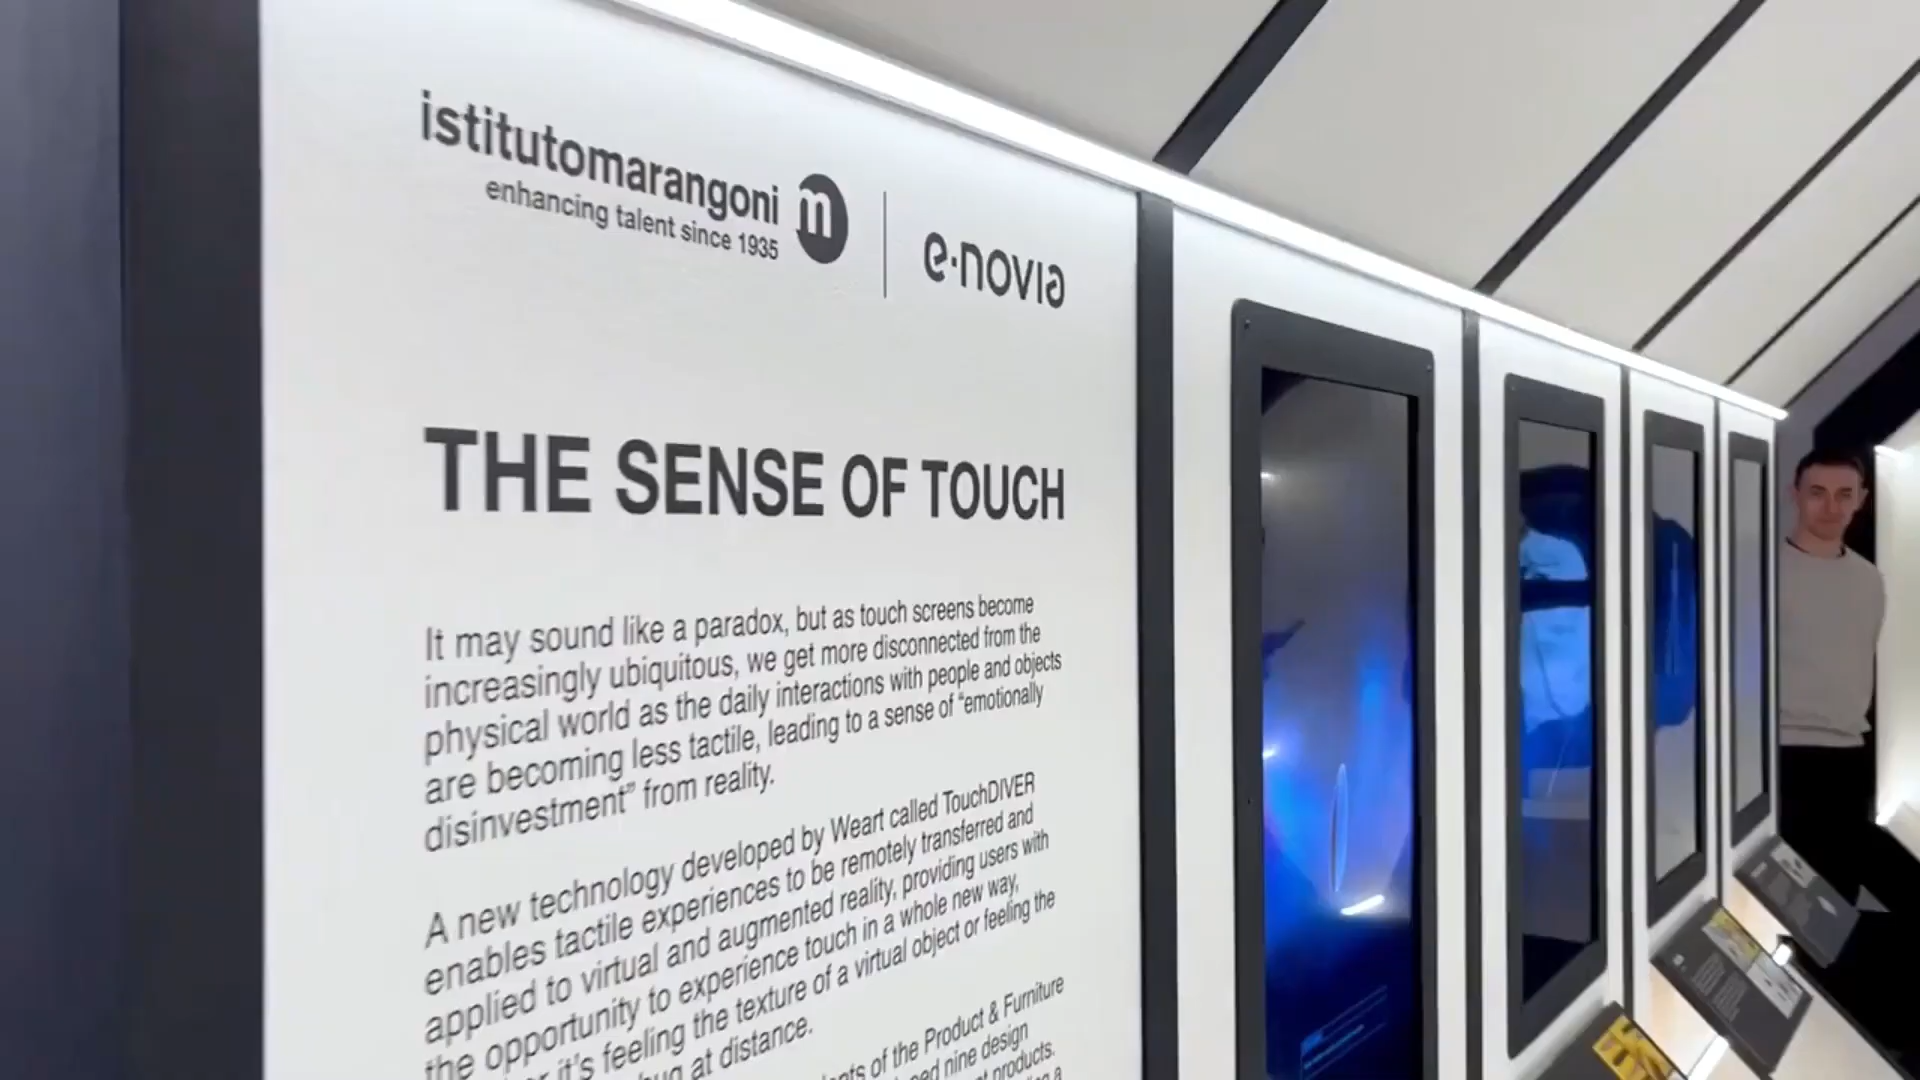 istitutomarangoni
enhancing talent since 1935
m
e-novia
THE SENSE OF TOUCH
It may sound like a paradox, but as touch screens become
increasingly ubiquitous, we get more disconnected from the
physical world as the daily interactions with people and objects
are becoming less tactile, leading to a sense of “emotionally
disinvestment” from reality.
A new technology developed by Weart called TouchDIVER
enables tactile experiences to be remotely transferred and
applied to virtual and augmented reality, providing users with
the opportunity to experience touch in a whole new way,
it’s feeling the texture of a virtual object or feeling the
at distance.
of the Product & Furniture
nine design
products.
a